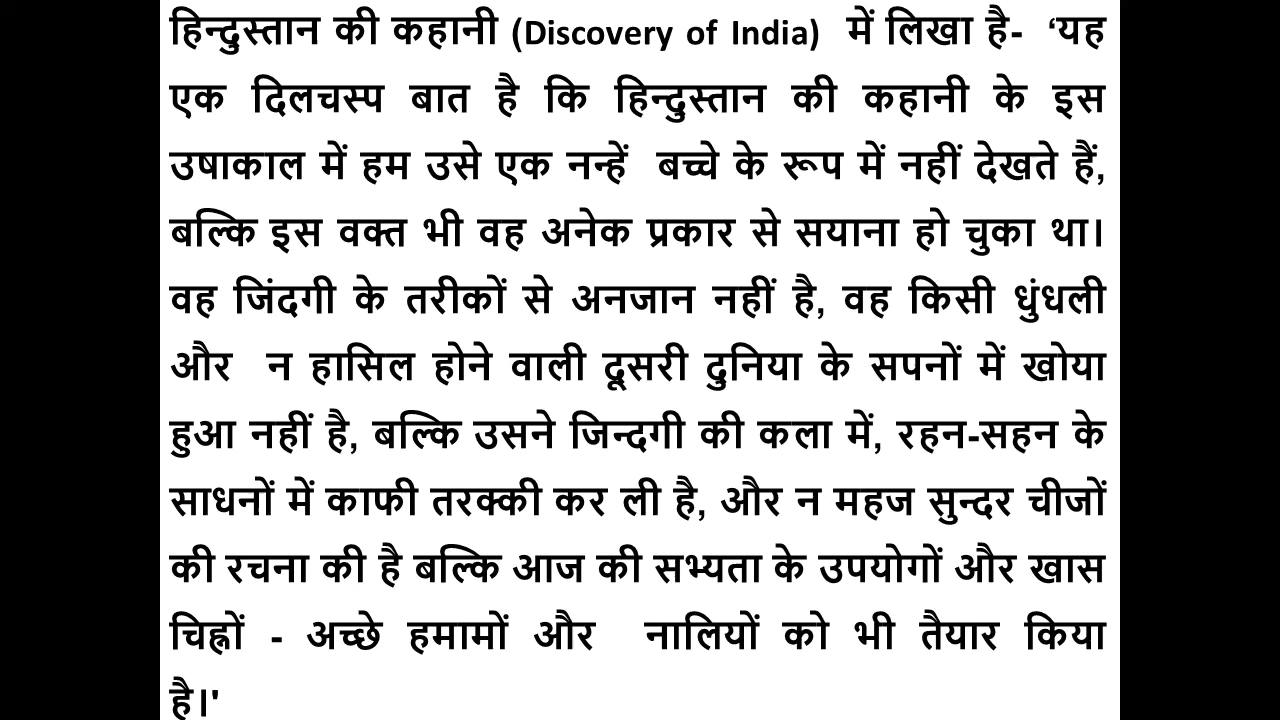 हिन्दुस्तान की कहानी (Discovery of India) में लिखा है- ‘यह
एक दिलचस्प बात है कि हिन्दुस्तान की कहानी के इस
उषाकाल में हम उसे एक नन्हें बच्चे के रूप में नहीं देखते हैं,
बल्कि इस वक्त भी वह अनेक प्रकार से सयाना हो चुका था।
वह जिंदगी के तरीकों से अनजान नहीं है, वह किसी धुंधली
और न हासिल होने वाली दूसरी दुनिया के सपनों में खोया
हुआ नहीं है, बल्कि उसने जिन्दगी की कला में, रहन-सहन के
साधनों में काफी तरक्की कर ली है, और न महज सुन्दर चीजों
की रचना की है बल्कि आज की सभ्यता के उपयोगों और खास
चिह्नों - अच्छे हमामों और नालियों को भी तैयार किया
है।'